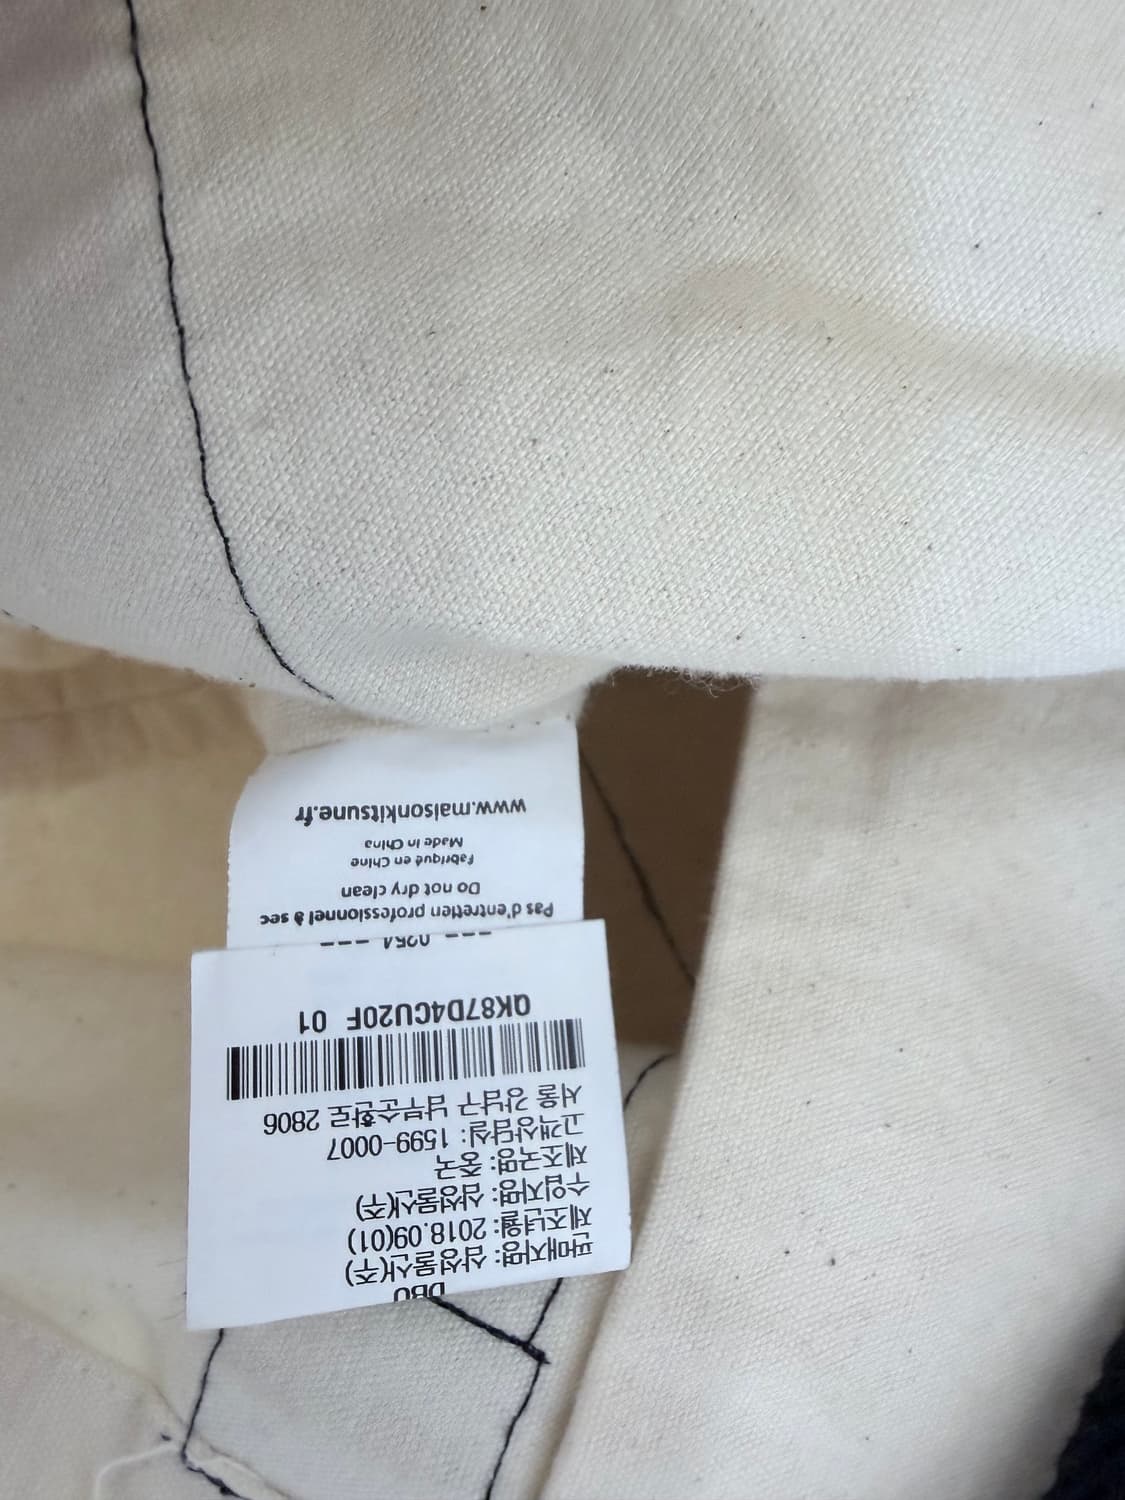 DBU
판매자명: 삼성물산(주)
제조년월: 2018.09(01)
수입자명: 삼성물산(주)
제조국명: 중국
고객상담실: 1599-0007
서울 강남구 남부순환로 2806
QK87D4CU20F 01
--- 0254 ---
Pas d'entretien professionnel à sec
Do not dry clean
Fabriqué en Chine
Made in China
www.maisonkitsune.fr